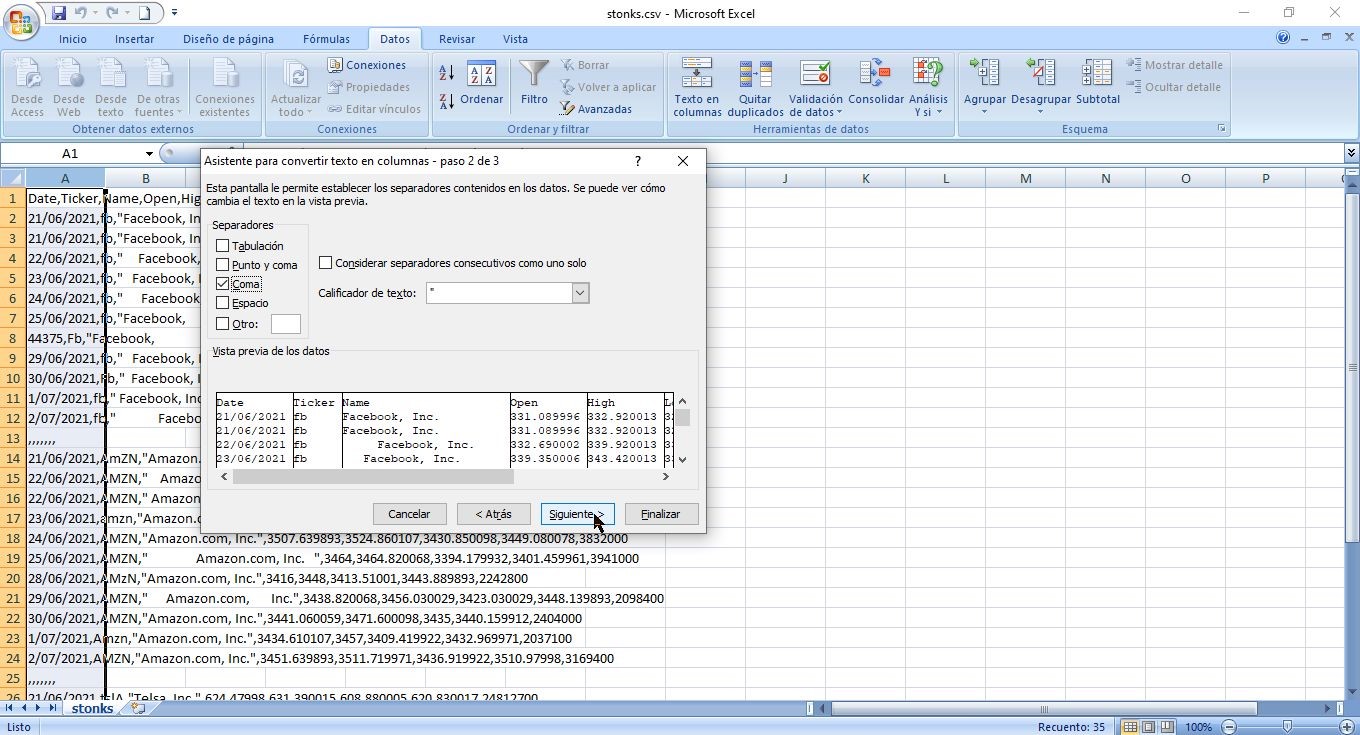 stonks.csv - Microsoft Excel
Inicio Insertar Diseño de página Fórmulas Datos Revisar Vista
Desde Access
Desde Web
Desde texto
De otras fuentes
Conexiones existentes
Obtener datos externos
Actualizar todo
Conexiones
Propiedades
Editar vínculos
Conexiones
Ordenar
Filtro
Borrar
Volver a aplicar
Avanzadas
Ordenar y filtrar
Texto en columnas
Quitar duplicados
Validación de datos
Consolidar
Análisis Y si
Herramientas de datos
Agrupar
Desagrupar
Subtotal
Mostrar detalle
Ocultar detalle
Esquema
A1
A B J K L M N O P
Asistente para convertir texto en columnas - paso 2 de 3
Esta pantalla le permite establecer los separadores contenidos en los datos. Se puede ver cómo
cambia el texto en la vista previa.
Separadores
Tabulación
Punto y coma
Coma
Espacio
Otro:
Considerar separadores consecutivos como uno solo
Calificador de texto: "
Vista previa de los datos
Date Ticker Name Open High
21/06/2021 fb Facebook, Inc. 331.089996 332.920013
21/06/2021 fb Facebook, Inc. 331.089996 332.920013
22/06/2021 fb Facebook, Inc. 332.690002 339.920013
23/06/2021 fb Facebook, Inc. 339.350006 343.420013
Cancelar < Atrás Siguiente > Finalizar
1 Date,Ticker,Name,Open,Hig
2 21/06/2021,fb,"Facebook, In
3 21/06/2021,fb,"Facebook, In
4 22/06/2021,fb," Facebook,
5 23/06/2021,fb," Facebook, I
6 24/06/2021,fb," Facebook,
7 25/06/2021,fb,"Facebook,
8 44375,Fb,"Facebook,
9 29/06/2021,fb," Facebook, I
10 30/06/2021,Fb," Facebook, I
11 1/07/2021,fb," Facebook, Inc
12 2/07/2021,fb," Facebo
13 ,,,,,,,
14 21/06/2021,AmZN,"Amazon.
15 22/06/2021,AMZN," Amazo
16 22/06/2021,AMZN," Amazon
17 23/06/2021,amzn,"Amazon.c
18 24/06/2021,AMZN,"Amazon.com, Inc.",3507.639893,3524.860107,3430.850098,3449.080078,3832000
19 25/06/2021,AMZN," Amazon.com, Inc. ",3464,3464.820068,3394.179932,3401.459961,3941000
20 28/06/2021,AMzN,"Amazon.com, Inc.",3416,3448,3413.51001,3443.889893,2242800
21 29/06/2021,AMZN," Amazon.com, Inc.",3438.820068,3456.030029,3423.030029,3448.139893,2098400
22 30/06/2021,AMZN,"Amazon.com, Inc.",3441.060059,3471.600098,3435,3440.159912,2404000
23 1/07/2021,Amzn,"Amazon.com, Inc.",3434.610107,3457,3409.419922,3432.969971,2037100
24 2/07/2021,AMZN,"Amazon.com, Inc.",3451.639893,3511.719971,3436.919922,3510.97998,3169400
25 ,,,,,,,
26 21/06/2021,tslA,"Telsa, Inc.",624.47998,631.390015,608.880005,620.830017,24812700
stonks
Listo Recuento: 35 100%